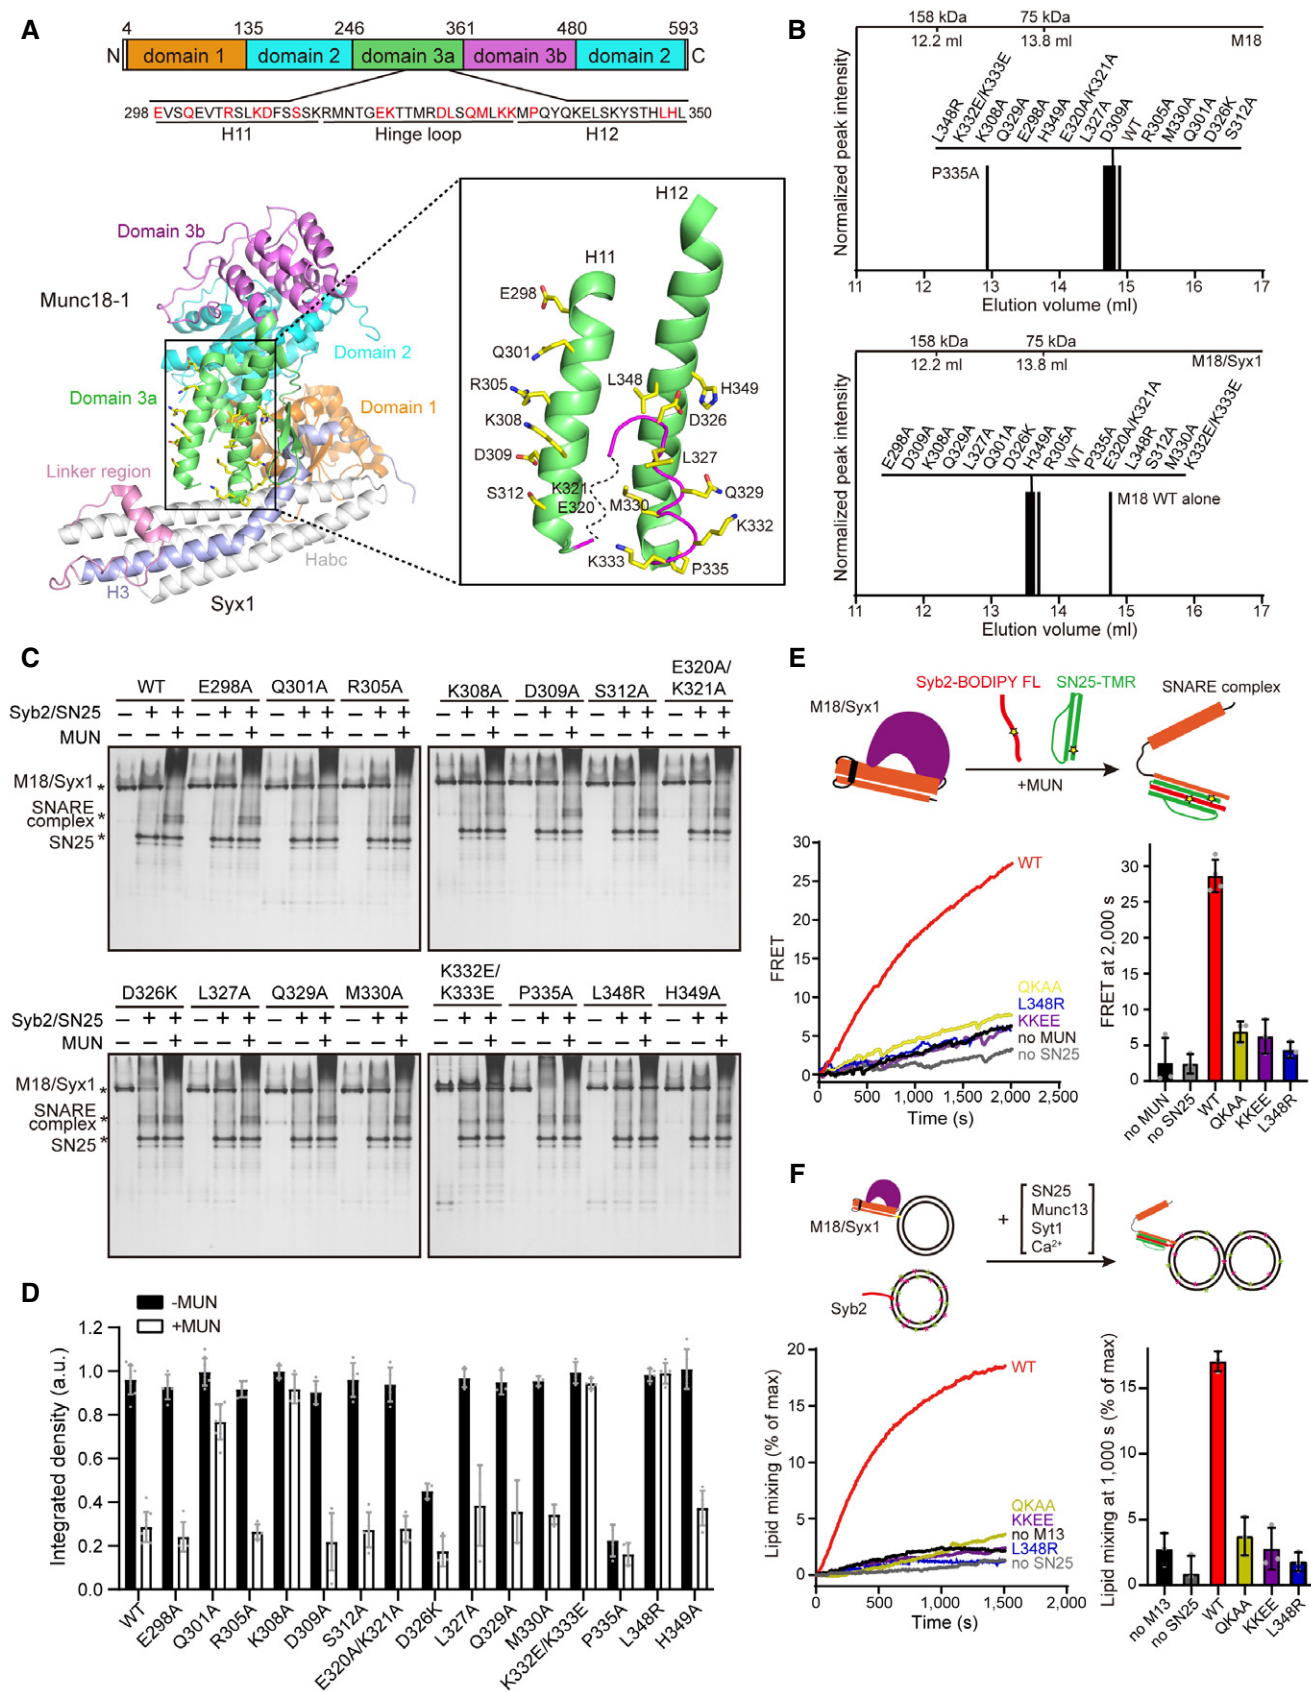 A
4 135 246 361 480 593
N domain 1 domain 2 domain 3a domain 3b domain 2 C
298 EVSQEVTRSLKDFSSSKRMNTGEKTTMRDLSQMLKKMPQYQKELSKYSTHLHL 350
H11 Hinge loop H12
Domain 3b
Munc18-1
Domain 2
Domain 3a
Domain 1
Linker region
Habc
H3
Syx1
H12
H11
E298
Q301
R305
L348
H349
K308
D326
D309
L327
S312
K321
Q329
E320
M330
K332
K333
P335
B
158 kDa 75 kDa
12.2 ml 13.8 ml M18
Normalized peak intensity
L348R
K332E/K333E
K308A
Q329A
E298A
H349A
E320A/K321A
L327A
D309A
WT
R305A
M330A
Q301A
D326K
S312A
P335A
11 12 13 14 15 16 17
Elution volume (ml)
158 kDa 75 kDa
12.2 ml 13.8 ml M18/Syx1
Normalized peak intensity
E298A
D309A
K308A
Q329A
L327A
Q301A
D326K
H349A
R305A
WT
P335A
E320A/K321A
L348R
S312A
M330A
K332E/K333E
M18 WT alone
11 12 13 14 15 16 17
Elution volume (ml)
C
WT E298A Q301A R305A K308A D309A S312A E320A/
K321A
Syb2/SN25 − + + − + + − + + − + + − + + − + + − + + − + +
MUN − − + − − + − − + − − + − − + − − + − − + − − +
M18/Syx1 *
SNARE
complex *
SN25 *
D326K L327A Q329A M330A K332E/
K333E P335A L348R H349A
Syb2/SN25 − + + − + + − + + − + + − + + − + + − + + − + +
MUN − − + − − + − − + − − + − − + − − + − − + − − +
M18/Syx1 *
SNARE
complex *
SN25 *
D
-MUN
+MUN
Integrated density (a.u.)
1.2
1.0
0.8
0.6
0.4
0.2
0.0
WT
E298A
Q301A
R305A
K308A
D309A
S312A
E320A/K321A
D326K
L327A
Q329A
M330A
K332E/K333E
P335A
L348R
H349A
E
Syb2-BODIPY FL SN25-TMR
M18/Syx1 SNARE complex
+MUN
FRET
30
25
20
15
10
5
0
WT
QKAA
L348R
KKEE
no MUN
no SN25
0 500 1,000 1,500 2,000 2,500
Time (s)
FRET at 2,000 s
30
20
30
10
5
0
no MUN
no SN25
WT
QKAA
KKEE
L348R
F
M18/Syx1
Syb2
+
SN25
Munc13
Syt1
Ca2+
Lipid mixing (% of max)
20
15
10
5
0
WT
QKAA
KKEE
no M13
L348R
no SN25
0 500 1,000 1,500 2,000
Time (s)
Lipid mixing at 1,000 s (% of max)
15
10
5
0
no M13
no SN25
WT
QKAA
KKEE
L348R